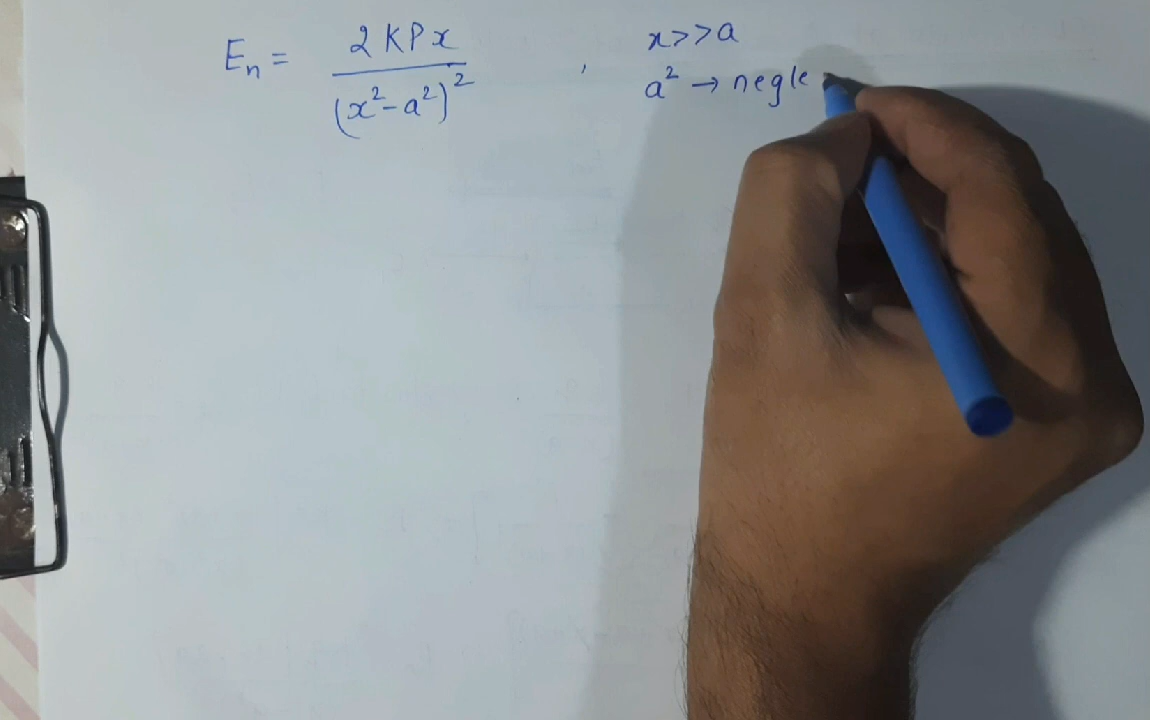 Eₙ = 2KPx / (x² - a²)² , x>>a
a² → negle